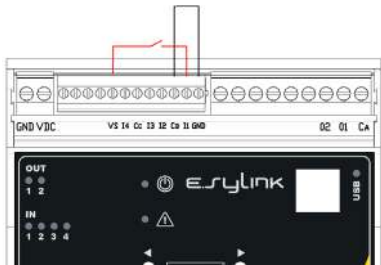 GND VDC VS I4 Cc I3 I2 Co I1 GND O2 O1 CA
OUT
1 2
e.sylink
USB
IN
1 2 3 4